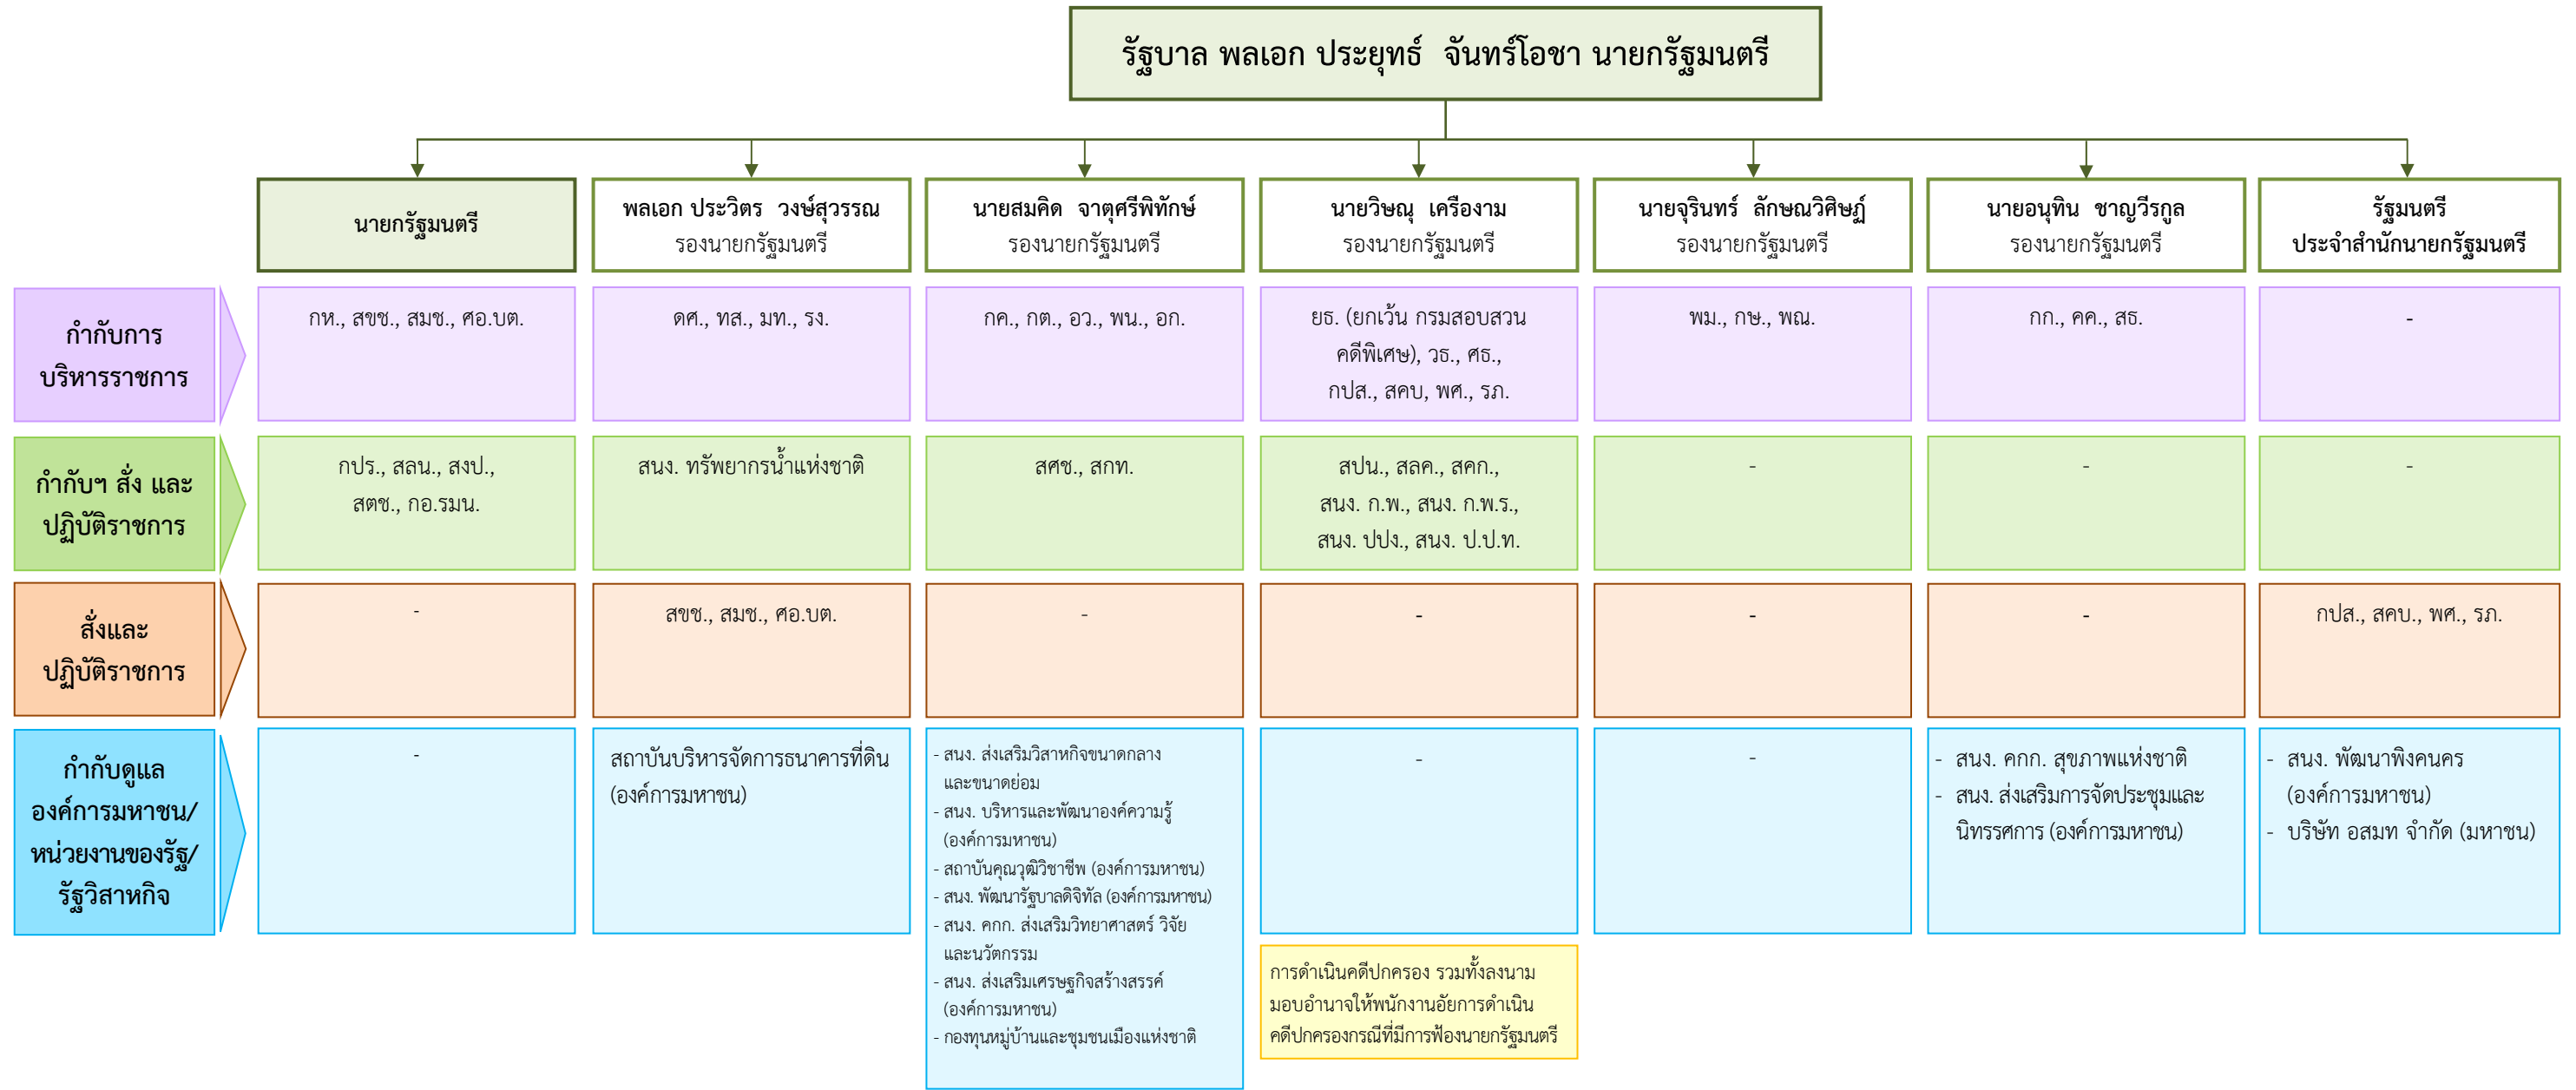 รัฐบาล พลเอก ประยุทธ์ จันทร์โอชา นายกรัฐมนตรี
นายกรัฐมนตรี
พลเอก ประวิตร วงษ์สุวรรณ
รองนายกรัฐมนตรี
นายสมคิด จาตุศรีพิทักษ์
รองนายกรัฐมนตรี
นายวิษณุ เครืองาม
รองนายกรัฐมนตรี
นายจุรินทร์ ลักษณวิศิษฏ์
รองนายกรัฐมนตรี
นายอนุทิน ชาญวีรกูล
รองนายกรัฐมนตรี
รัฐมนตรี
ประจำสำนักนายกรัฐมนตรี
กำกับการ
บริหารราชการ
กห., สขช., สมช., ศอ.บต.
ดศ., ทส., มท., รง.
กค., กต., อว., พน., อก.
ยธ. (ยกเว้น กรมสอบสวน
คดีพิเศษ), วธ., ศธ.,
กปส., สคบ, พศ., รภ.
พม., กษ., พณ.
กก., คค., สธ.
-
กำกับฯ สั่ง และ
ปฏิบัติราชการ
กปร., สลน., สงป.,
สตช., กอ.รมน.
สนง. ทรัพยากรน้ำแห่งชาติ
สศช., สกท.
สปน., สลค., สคก.,
สนง. ก.พ., สนง. ก.พ.ร.,
สนง. ปปง., สนง. ป.ป.ท.
-
-
-
สั่งและ
ปฏิบัติราชการ
-
สขช., สมช., ศอ.บต.
-
-
-
-
กปส., สคบ., พศ., รภ.
กำกับดูแล
องค์การมหาชน/
หน่วยงานของรัฐ/
รัฐวิสาหกิจ
-
สถาบันบริหารจัดการธนาคารที่ดิน
(องค์การมหาชน)
- สนง. ส่งเสริมวิสาหกิจขนาดกลาง
และขนาดย่อม
- สนง. บริหารและพัฒนาองค์ความรู้
(องค์การมหาชน)
- สถาบันคุณวุฒิวิชาชีพ (องค์การมหาชน)
- สนง. พัฒนารัฐบาลดิจิทัล (องค์การมหาชน)
- สนง. คกก. ส่งเสริมวิทยาศาสตร์ วิจัย
และนวัตกรรม
- สนง. ส่งเสริมเศรษฐกิจสร้างสรรค์
(องค์การมหาชน)
- กองทุนหมู่บ้านและชุมชนเมืองแห่งชาติ
-
-
- สนง. คกก. สุขภาพแห่งชาติ
- สนง. ส่งเสริมการจัดประชุมและ
นิทรรศการ (องค์การมหาชน)
- สนง. พัฒนาพิงคนคร
(องค์การมหาชน)
- บริษัท อสมท จำกัด (มหาชน)
การดำเนินคดีปกครอง รวมทั้งลงนาม
มอบอำนาจให้พนักงานอัยการดำเนิน
คดีปกครองกรณีที่มีการฟ้องนายกรัฐมนตรี